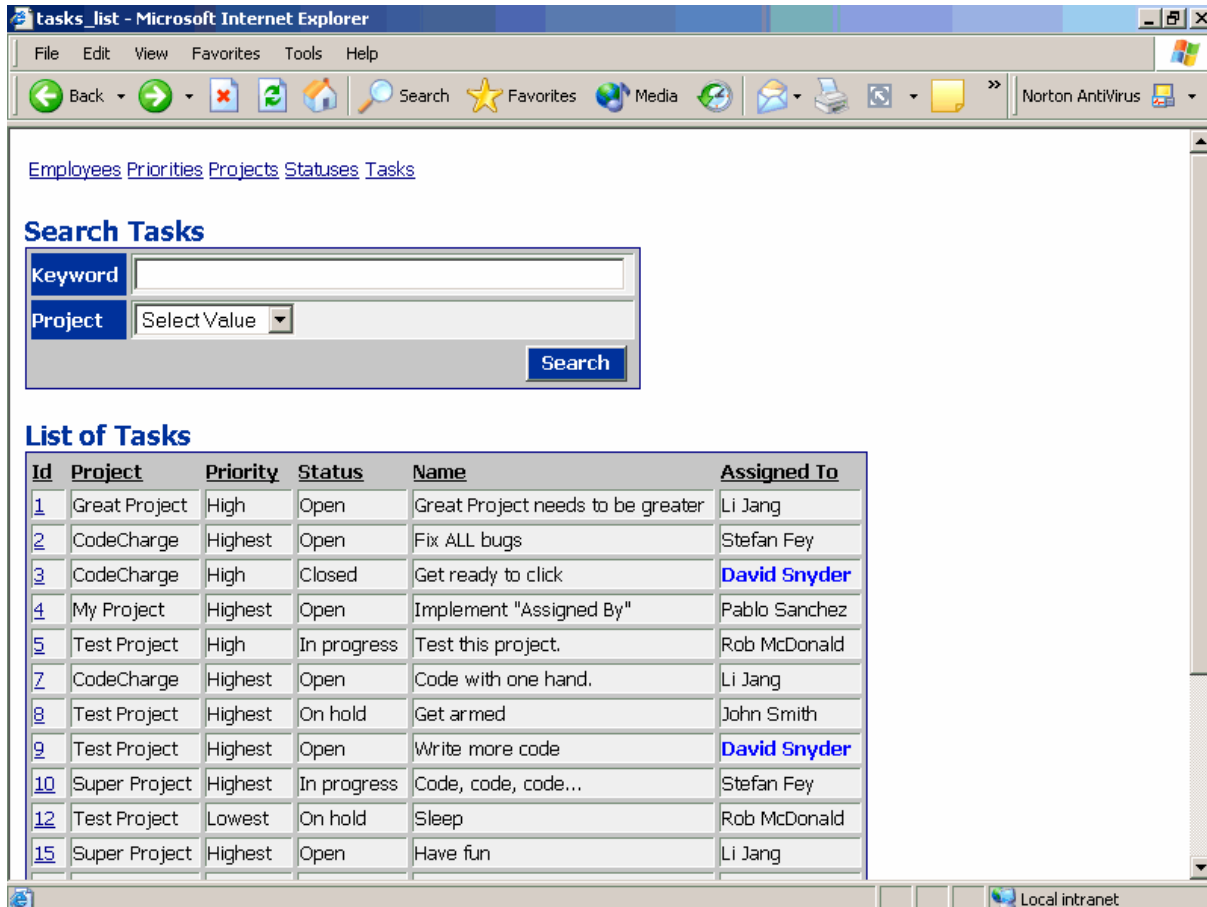 tasks_list - Microsoft Internet Explorer
File Edit View Favorites Tools Help
Back Search Favorites Media » Norton AntiVirus
Employees Priorities Projects Statuses Tasks
Search Tasks
Keyword
Project Select Value
Search
List of Tasks
Id Project Priority Status Name Assigned To
1 Great Project High Open Great Project needs to be greater Li Jang
2 CodeCharge Highest Open Fix ALL bugs Stefan Fey
3 CodeCharge High Closed Get ready to click David Snyder
4 My Project Highest Open Implement "Assigned By" Pablo Sanchez
5 Test Project High In progress Test this project. Rob McDonald
7 CodeCharge Highest Open Code with one hand. Li Jang
8 Test Project Highest On hold Get armed John Smith
9 Test Project Highest Open Write more code David Snyder
10 Super Project Highest In progress Code, code, code... Stefan Fey
12 Test Project Lowest On hold Sleep Rob McDonald
15 Super Project Highest Open Have fun Li Jang
Local intranet